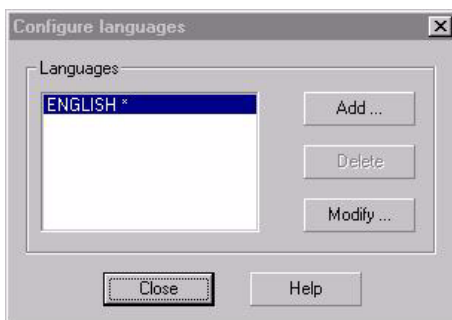 Configure languages
Languages
ENGLISH *
Add ...
Delete
Modify ...
Close
Help